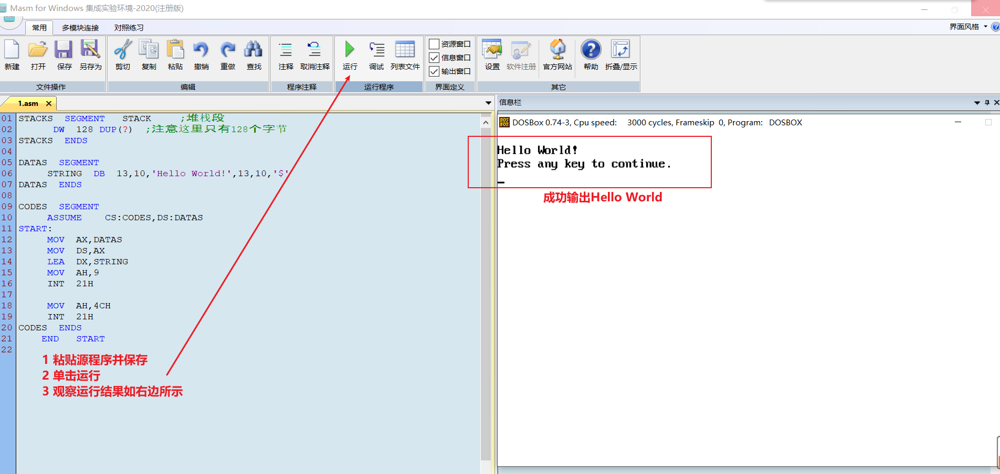 Masm for Windows 集成实验环境-2020(注册版)
常用 多模块连接 对照练习 界面风格
资源窗口
信息窗口
输出窗口
新建 打开 保存 另存为 剪切 复制 粘贴 撤销 重做 查找 注释 取消注释 运行 调试 列表文件 设置 软件注册 官方网站 帮助 折叠/显示
文件操作 编辑 程序注释 运行程序 界面定义 其它
1.asm
01 STACKS SEGMENT STACK ;堆栈段
02 DW 128 DUP(?) ;注意这里只有128个字节
03 STACKS ENDS
04
05 DATAS SEGMENT
06 STRING DB 13,10,'Hello World!',13,10,'$'
07 DATAS ENDS
08
09 CODES SEGMENT
10 ASSUME CS:CODES,DS:DATAS
11 START:
12 MOV AX,DATAS
13 MOV DS,AX
14 LEA DX,STRING
15 MOV AH,9
16 INT 21H
17
18 MOV AH,4CH
19 INT 21H
20 CODES ENDS
21 END START
22
1 粘贴源程序并保存
2 单击运行
3 观察运行结果如右边所示
信息栏
DOS BOX
DOSBox 0.74-3, Cpu speed: 3000 cycles, Frameskip 0, Program: DOSBOX
Hello World!
Press any key to continue.
成功输出Hello World